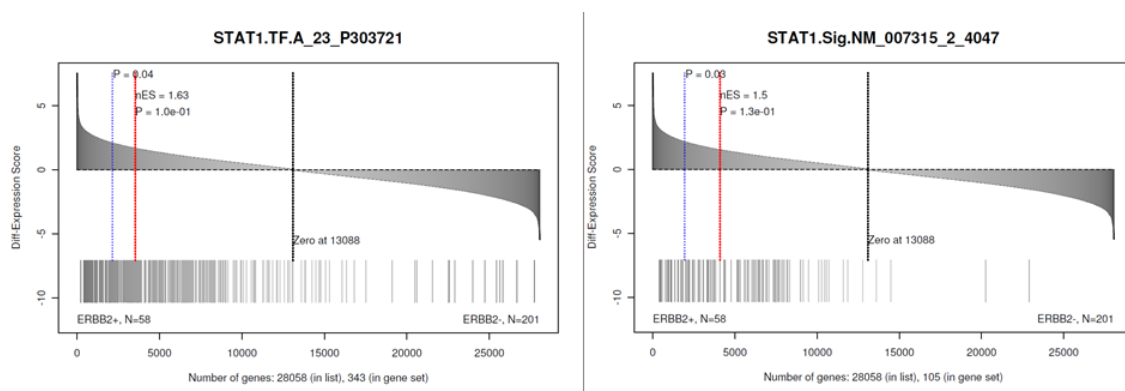 STAT1.TF.A_23_P303721
P = 0.04
nES = 1.63
P = 1.0e-01
Diff-Expression Score
5
0
-5
-10
Zero at 13088
ERBB2+, N=58
ERBB2-, N=201
0
5000
10000
15000
20000
25000
Number of genes: 28058 (in list), 343 (in gene set)
STAT1.Sig.NM_007315_2_4047
P = 0.03
nES = 1.5
P = 1.3e-01
Diff-Expression Score
5
0
-5
-10
Zero at 13088
ERBB2+, N=58
ERBB2-, N=201
0
5000
10000
15000
20000
25000
Number of genes: 28058 (in list), 105 (in gene set)